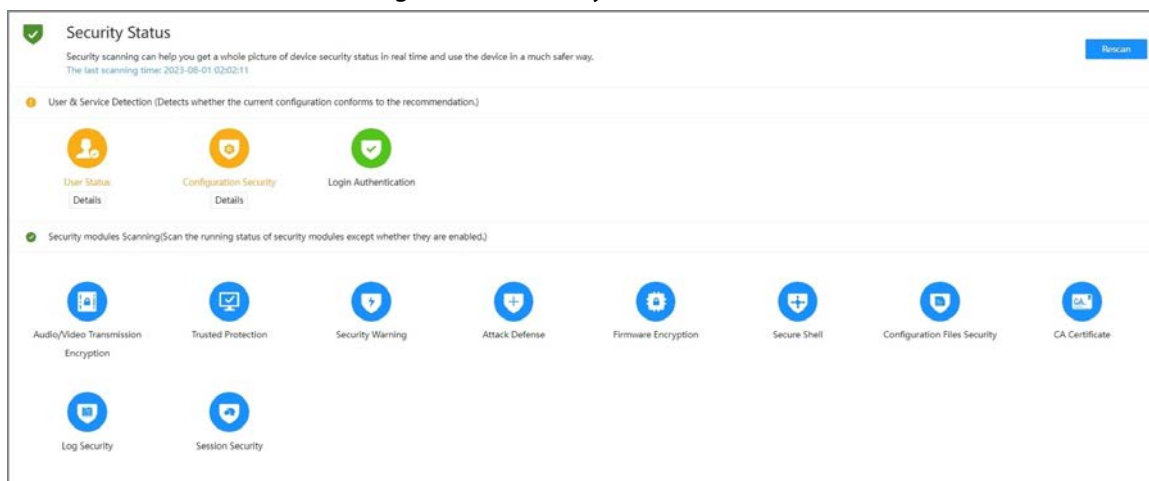 Security Status
Security scanning can help you get a whole picture of device security status in real time and use the device in a much safer way.
The last scanning time: 2023-08-01 02:02:11
Rescan
User & Service Detection (Detects whether the current configuration conforms to the recommendation.)
User Status
Configuration Security
Login Authentication
Details
Details
Security modules Scanning(Scan the running status of security modules except whether they are enabled.)
Audio/Video Transmission
Encryption
Trusted Protection
Security Warning
Attack Defense
Firmware Encryption
Secure Shell
Configuration Files Security
CA Certificate
Log Security
Session Security